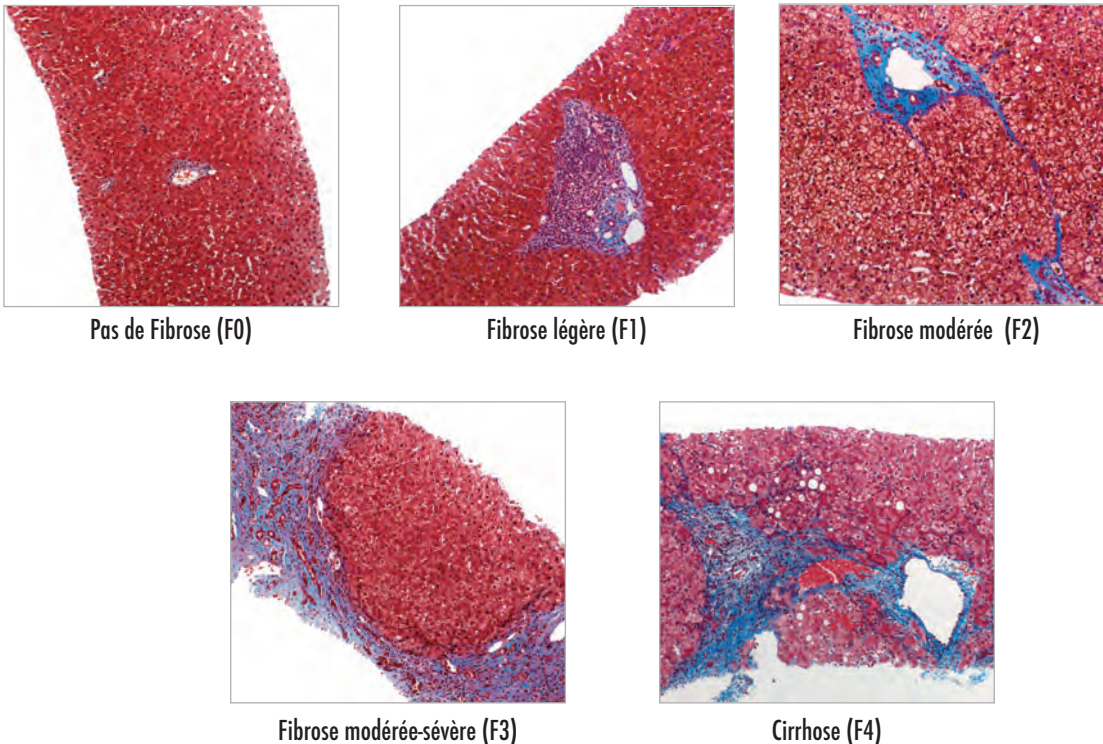 Pas de Fibrose (F0)
Fibrose légère (F1)
Fibrose modérée (F2)
Fibrose modérée-sévère (F3)
Cirrhose (F4)